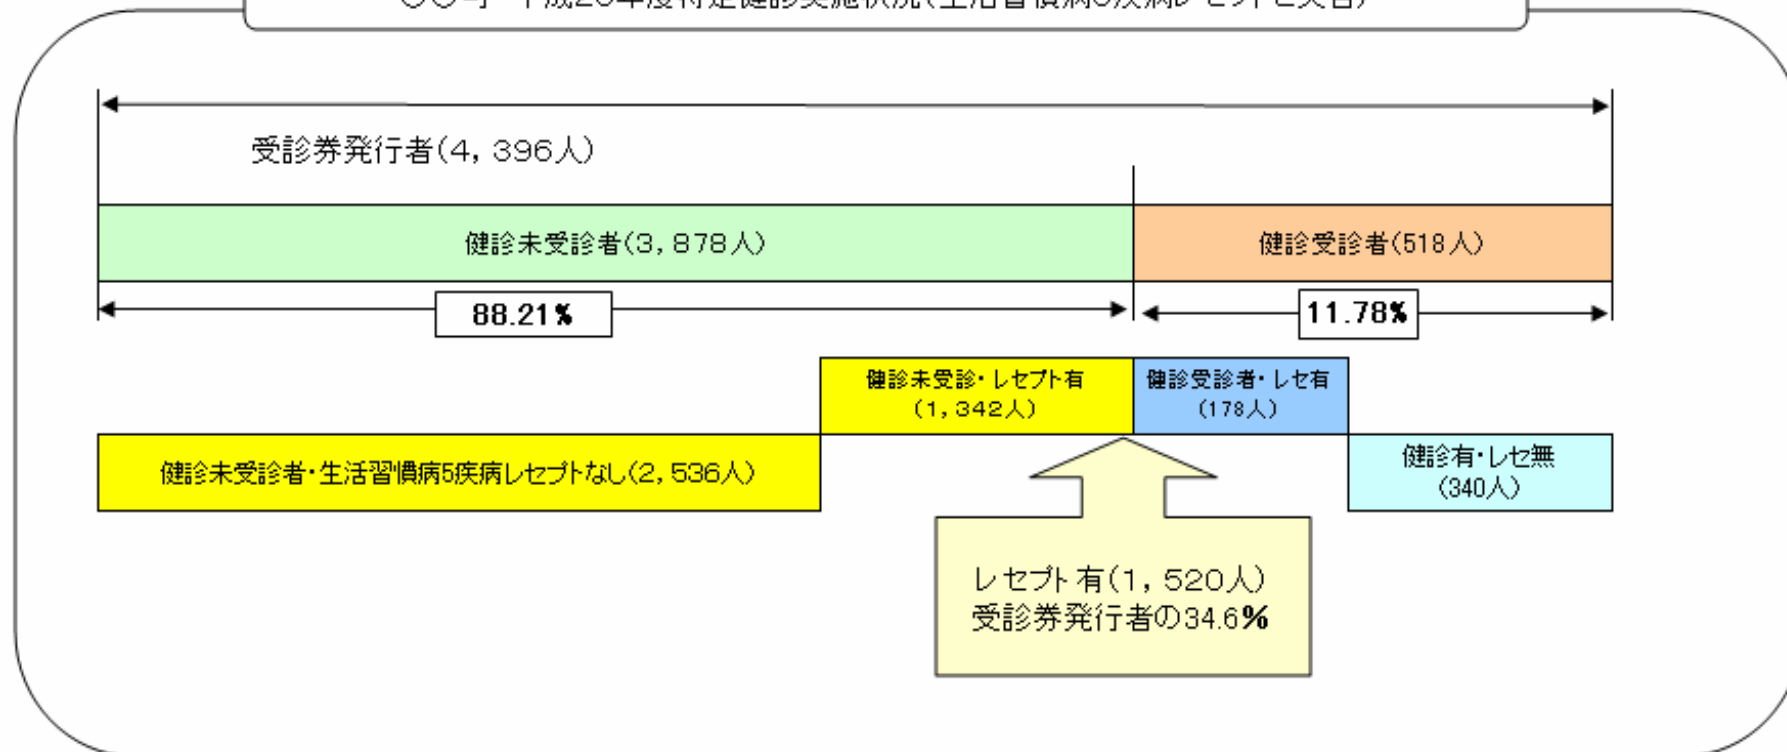 受診券発行者(4, 396人)
健診未受診者(3, 878人)
健診受診者(518人)
88.21%
11.78%
健診未受診・レセプト有
(1, 342人)
健診受診者・レセ有
(178人)
健診未受診者・生活習慣病5疾病レセプトなし(2, 536人)
健診有・レセ無
(340人)
レセプト有(1, 520人)
受診券発行者の34.6%